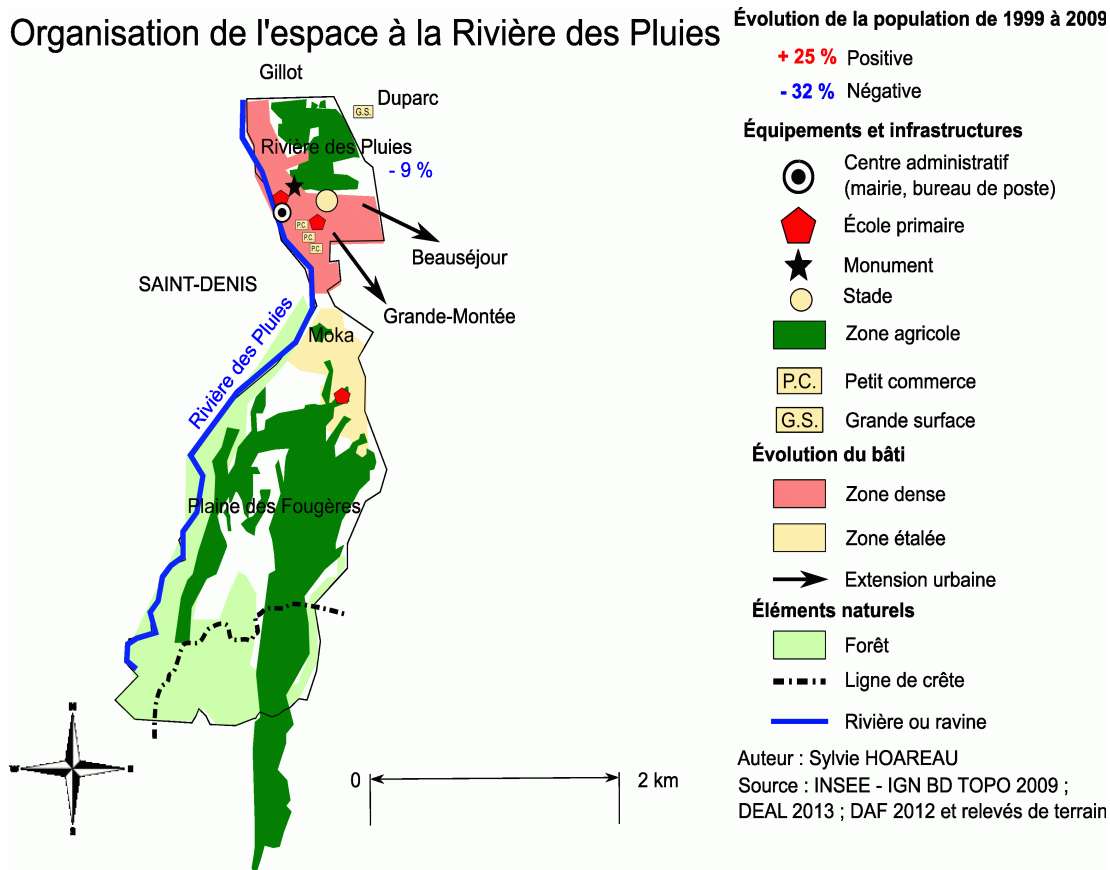 Organisation de l'espace à la Rivière des Pluies
Gillot
Duparc
G.S.
Rivière des Pluies
- 9 %
P.C.
P.C.
P.C.
Beauséjour
SAINT-DENIS
Grande-Montée
Rivière des Pluies
Moka
Plaine des Fougères
N
S
0
2 km
Évolution de la population de 1999 à 2009
+ 25 % Positive
- 32 % Négative
Équipements et infrastructures
Centre administratif
(mairie, bureau de poste)
École primaire
Monument
Stade
Zone agricole
P.C. Petit commerce
G.S. Grande surface
Évolution du bâti
Zone dense
Zone étalée
Extension urbaine
Éléments naturels
Forêt
Ligne de crête
Rivière ou ravine
Auteur : Sylvie HOAREAU
Source : INSEE - IGN BD TOPO 2009 ;
DEAL 2013 ; DAF 2012 et relevés de terrain